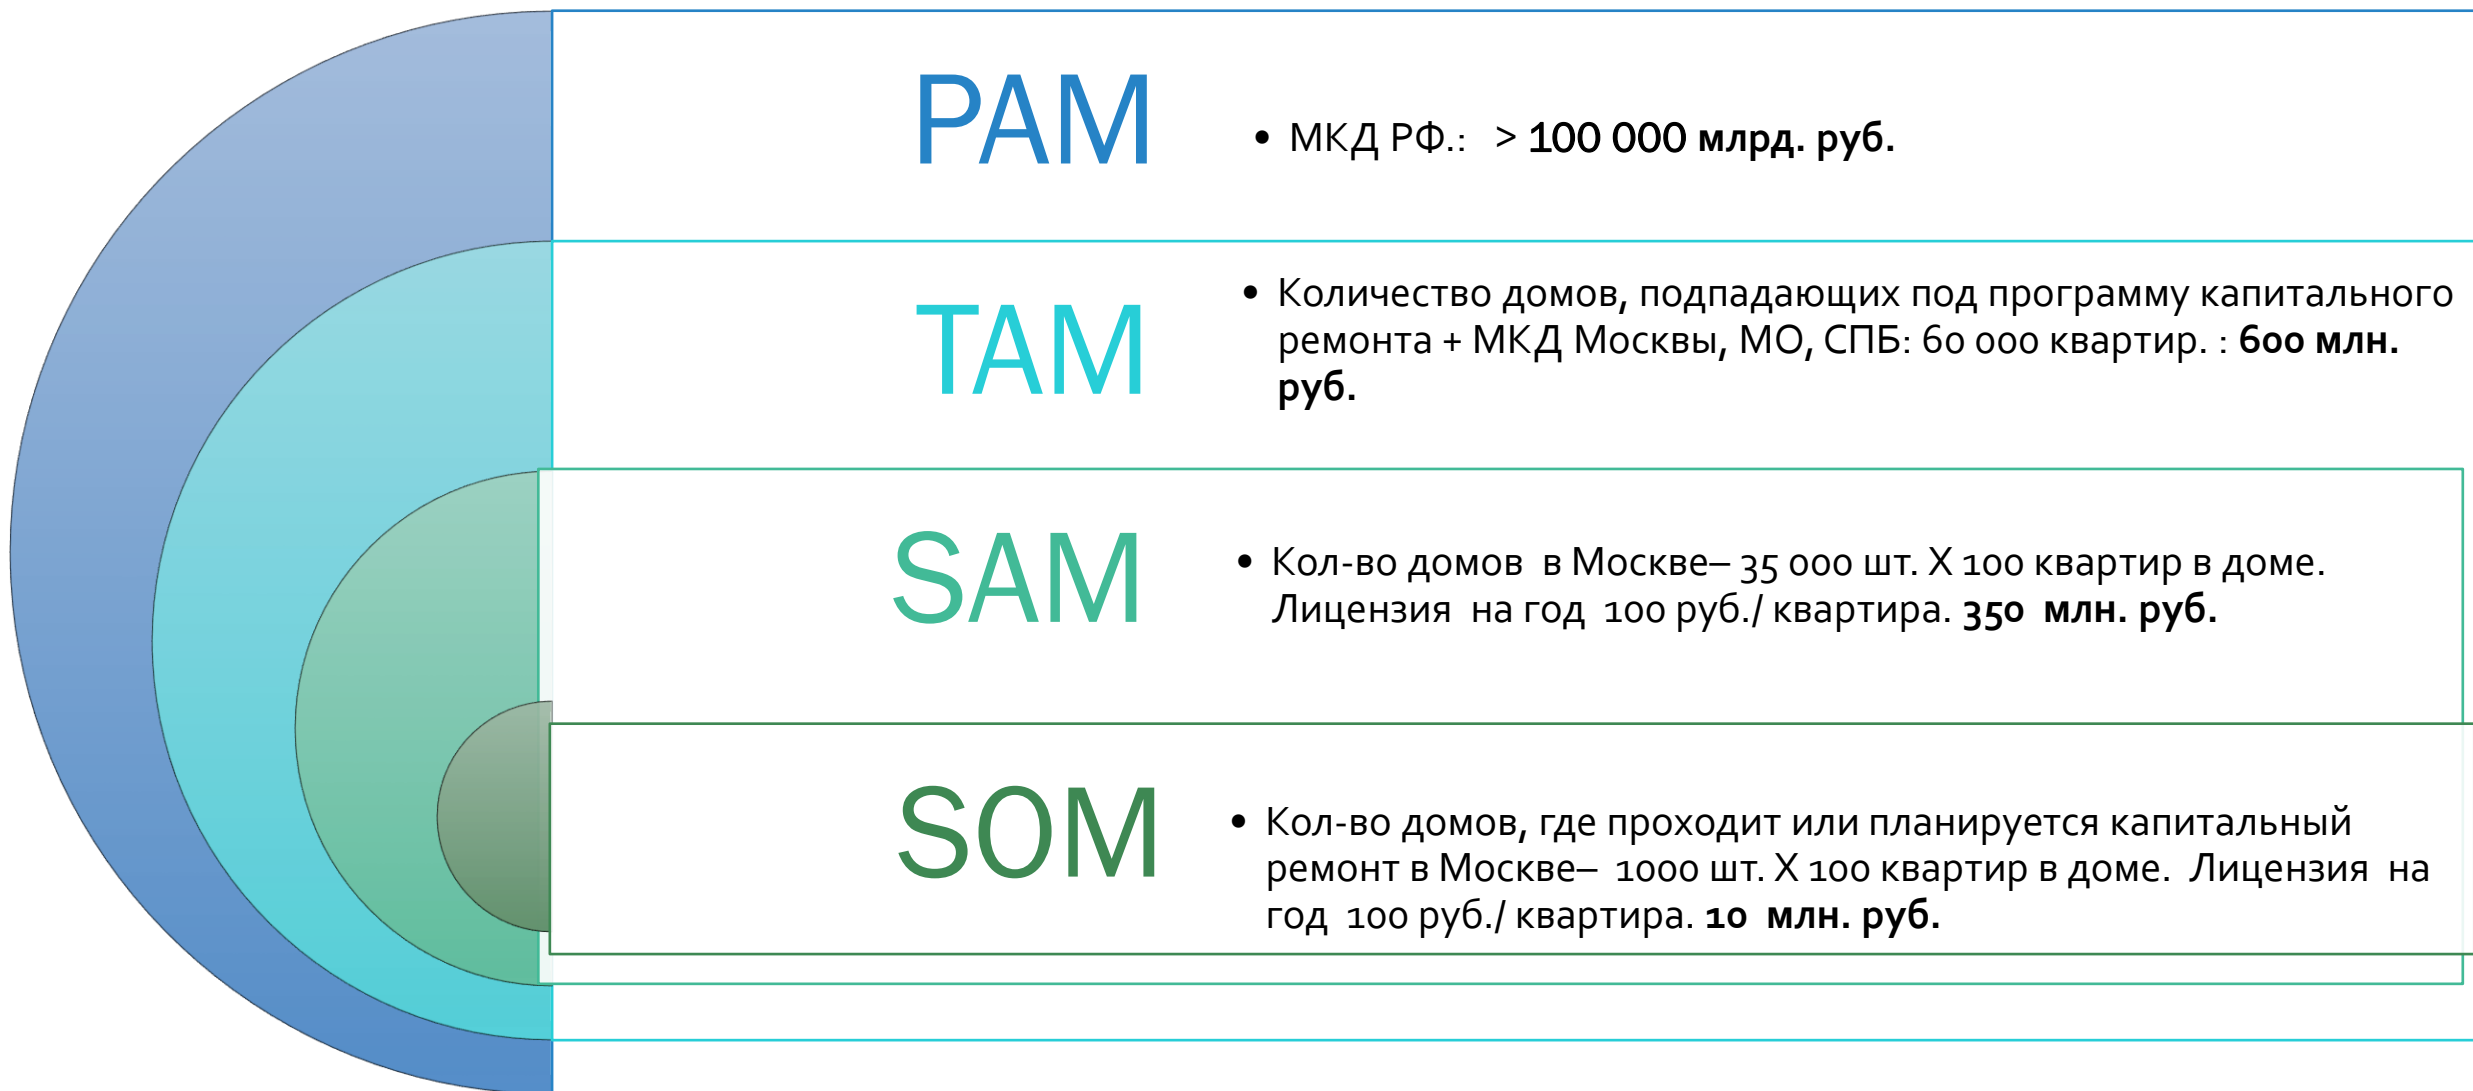 PAM
• МКД РФ.: > 100 000 млрд. руб.
TAM
• Количество домов, подпадающих под программу капитального
ремонта + МКД Москвы, МО, СПБ: 60 000 квартир. : 600 млн.
руб.
SAM
• Кол-во домов в Москве– 35 000 шт. Х 100 квартир в доме.
Лицензия на год 100 руб./ квартира. 350 млн. руб.
SOM
• Кол-во домов, где проходит или планируется капитальный
ремонт в Москве– 1000 шт. Х 100 квартир в доме. Лицензия на
год 100 руб./ квартира. 10 млн. руб.